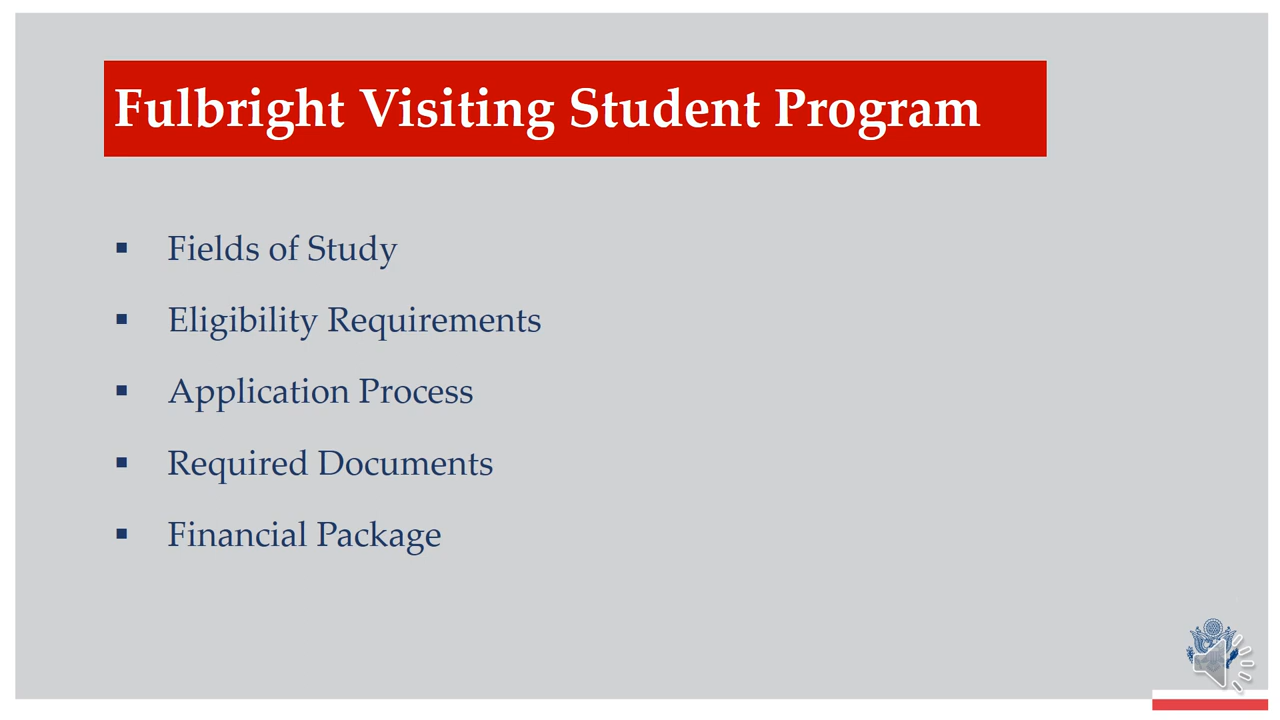 Fulbright Visiting Student Program
▪ Fields of Study
▪ Eligibility Requirements
▪ Application Process
▪ Required Documents
▪ Financial Package